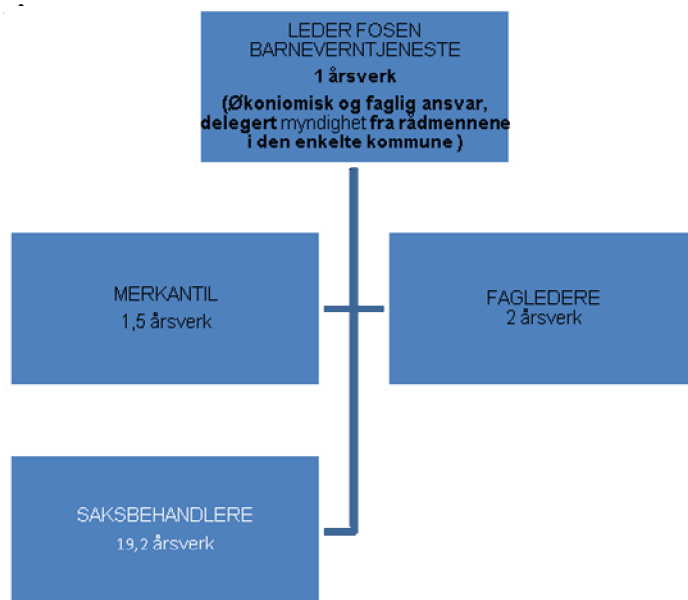 LEDER FOSEN
BARNEVERNTJENESTE
1 årsverk
(Økoniomisk og faglig ansvar,
delegert myndighet fra rådmennene
i den enkelte kommune )
MERKANTIL
1,5 årsverk
FAGLEDERE
2 årsverk
SAKSBEHANDLERE
19,2 årsverk